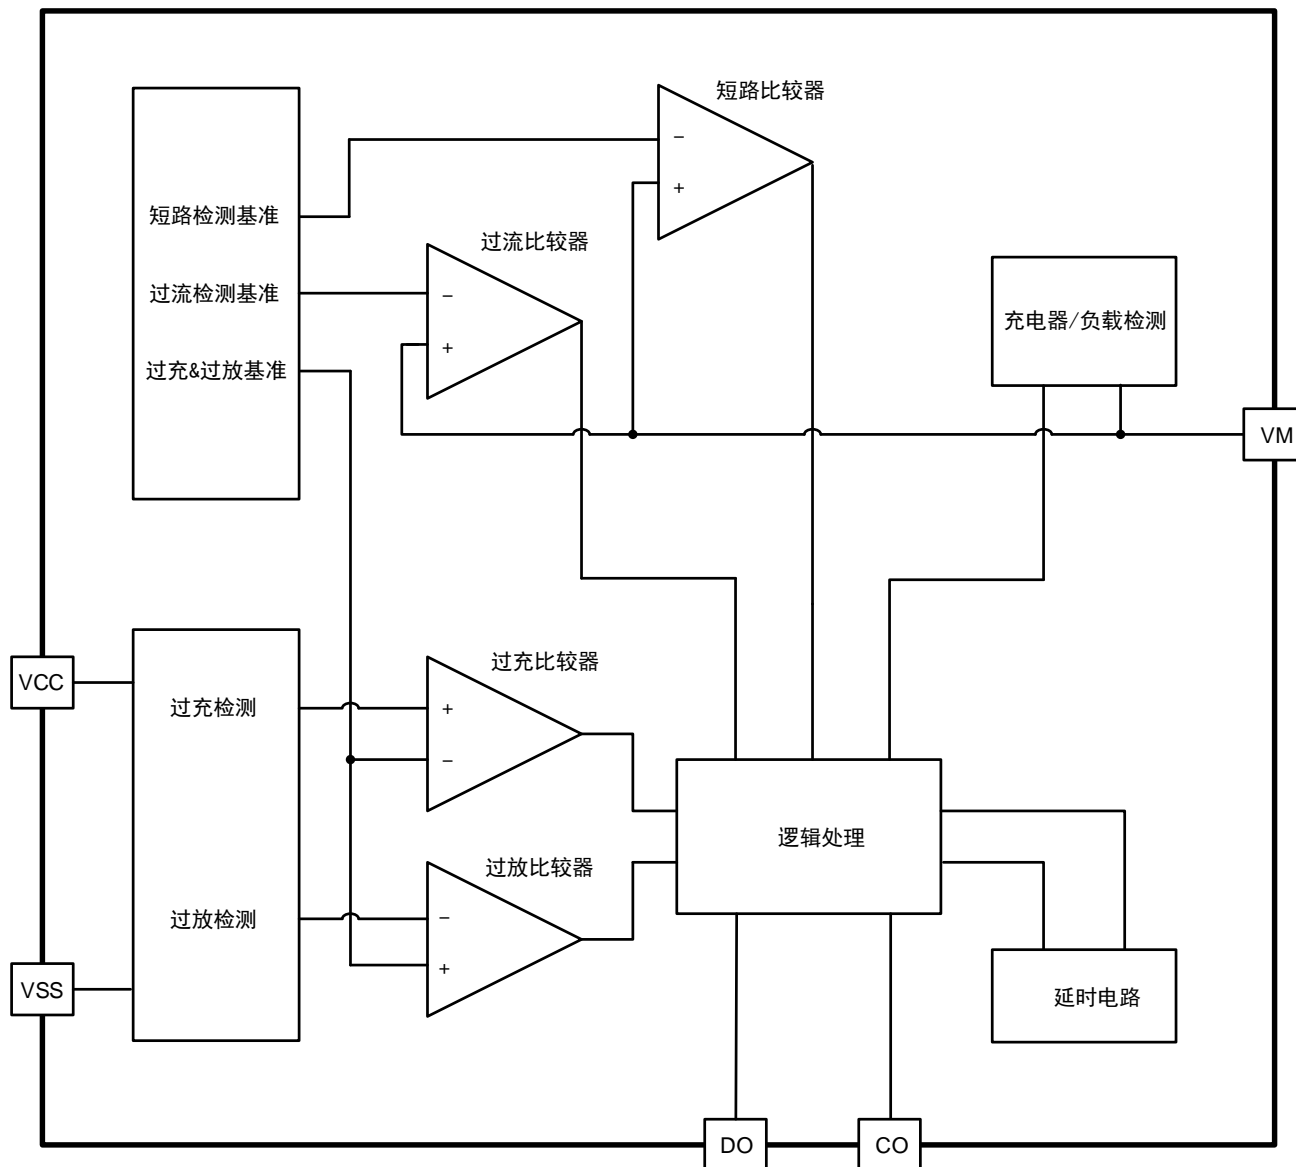 短路比较器
−
+
短路检测基准
过流比较器
过流检测基准
−
+
过充&过放基准
充电器/负载检测
VM
VCC
过充检测
过充比较器
+
−
逻辑处理
过放比较器
过放检测
−
+
VSS
延时电路
DO
CO